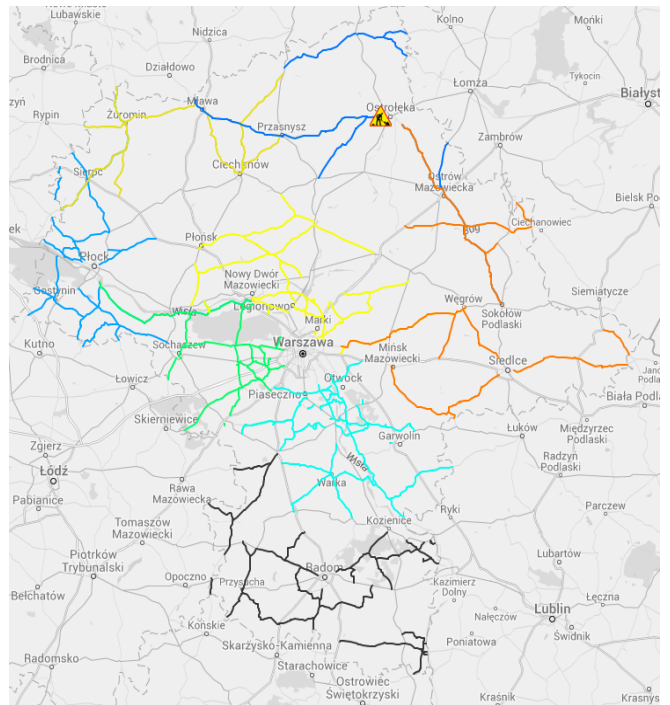 Lubawskie
Nidzica
Kolno
Mońki
Brodnica
Działdowo
Łomża
Tykocin
Białyst
Rypin
Żuromin
Mława
Ostrołęka
Przasnysz
Zambrów
Sierpc
Ciechanów
Ostrów
Mazowiecka
Bielsk Po
Płońsk
Bug
Ciechanowiec
Płock
Nowy Dwór
Mazowiecki
Siemiatycze
Gostynin
Wisła
Legionowo
Węgrów
Sokołów
Podlaski
Marki
Kutno
Sochaczew
Warszawa
Mińsk
Mazowiecki
Siedlce
Łowicz
Piaseczno
Otwock
Biała Podla
Skierniewice
Garwolin
Łuków
Międzyrzec
Podlaski
Zgierz
Łódź
Wisła
Radzyń
Podlaski
Pabianice
Rawa
Mazowiecka
Warka
Ryki
Parczew
Tomaszów
Mazowiecki
Kozienice
Piotrków
Trybunalski
Opoczno
Przysucha
Radom
Lubartów
Bełchatów
Kazimierz
Dolny
Nałęczów
Lublin
Łęczna
Końskie
Świdnik
Radomsko
Skarżysko-Kamienna
Poniatowa
Starachowice
Ostrowiec
Świętokrzyski
Kraśnik
Krasnys